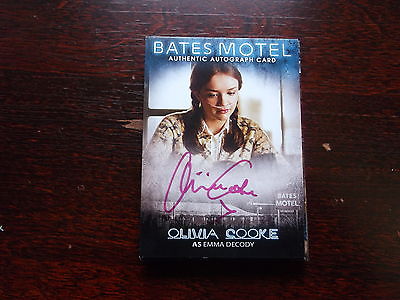 BATES MOTEL
AUTHENTIC AUTOGRAPH CARD
BATES
MOTEL
OLIVIA COOKE
AS EMMA DECODY